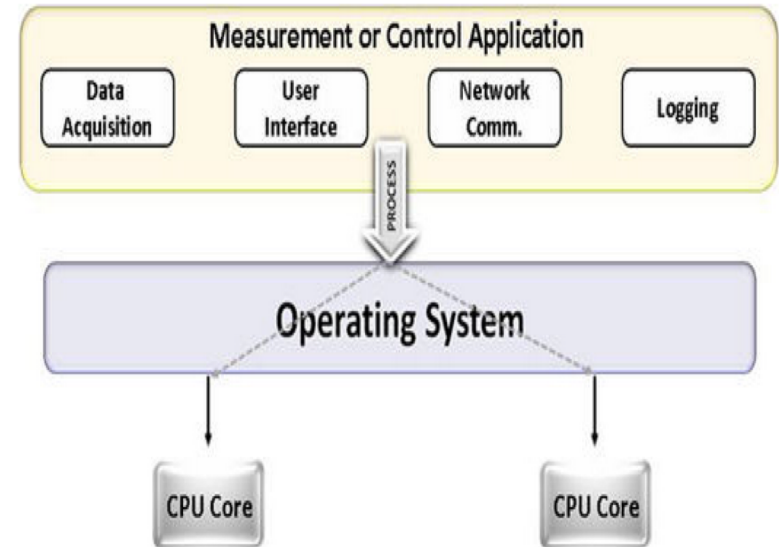 Measurement or Control Application
Data
Acquisition
User
Interface
Network
Comm.
Logging
PROCESS
Operating System
CPU Core
CPU Core